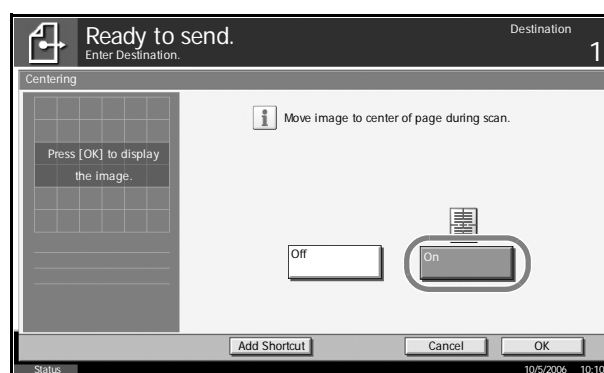 Ready to send.
Enter Destination.
Destination
1
Centering
Press [OK] to display
the image.
Move image to center of page during scan.
Off
On
Add Shortcut
Cancel
OK
Status
10/5/2006 10:10